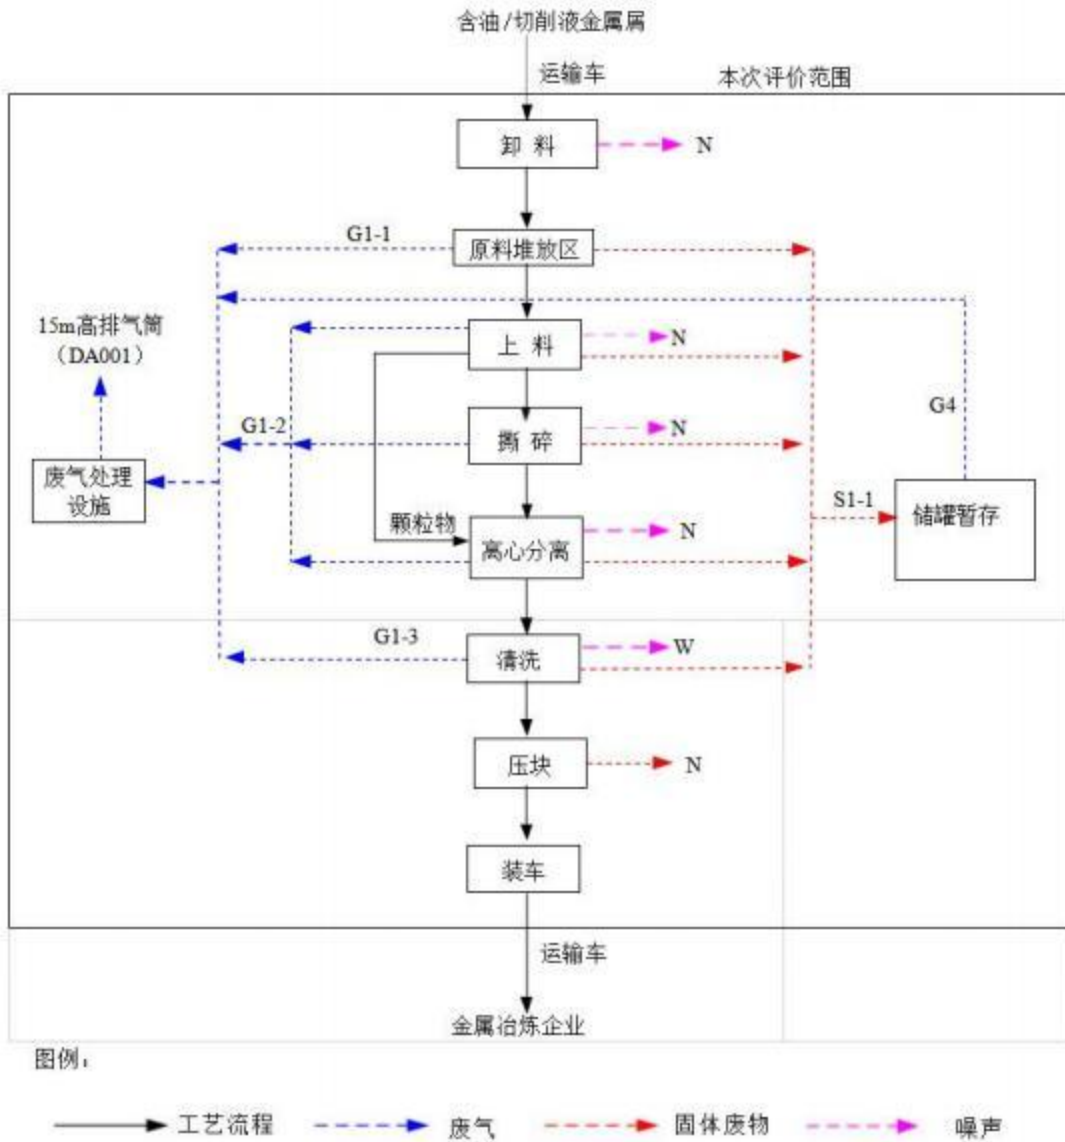 含油/切削液金属屑
运输车
本次评价范围
卸 料
N
G1-1
原料堆放区
15m高排气筒
（DA001）
上 料
N
G4
G1-2
撕 碎
N
废气处理
设施
颗粒物
离心分离
N
S1-1
储罐暂存
G1-3
清洗
W
压块
N
装车
运输车
金属冶炼企业
图例：
工艺流程
废气
固体废物
噪声